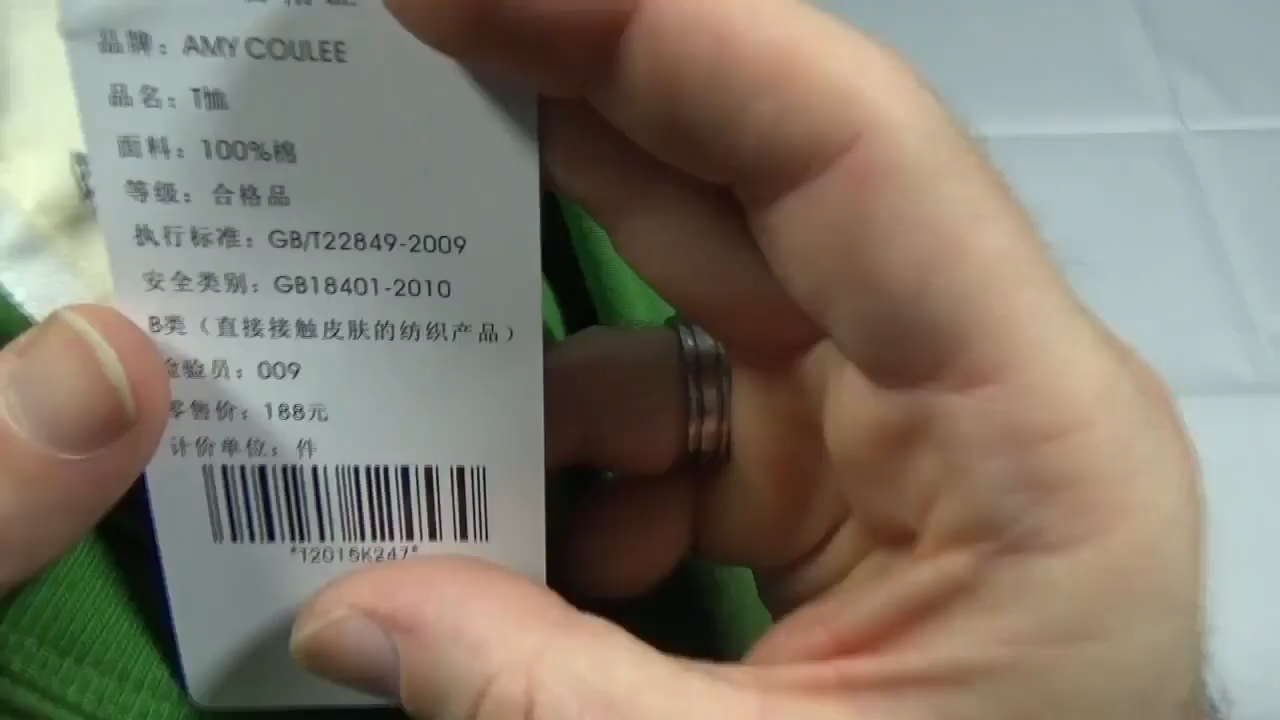 品牌：AMY COULEE
品名：T恤
面料：100%棉
等级：合格品
执行标准：GB/T22849-2009
安全类别：GB18401-2010
B类（直接接触皮肤的纺织产品）
检验员：009
零售价：188元
计价单位：件
*12015K247*